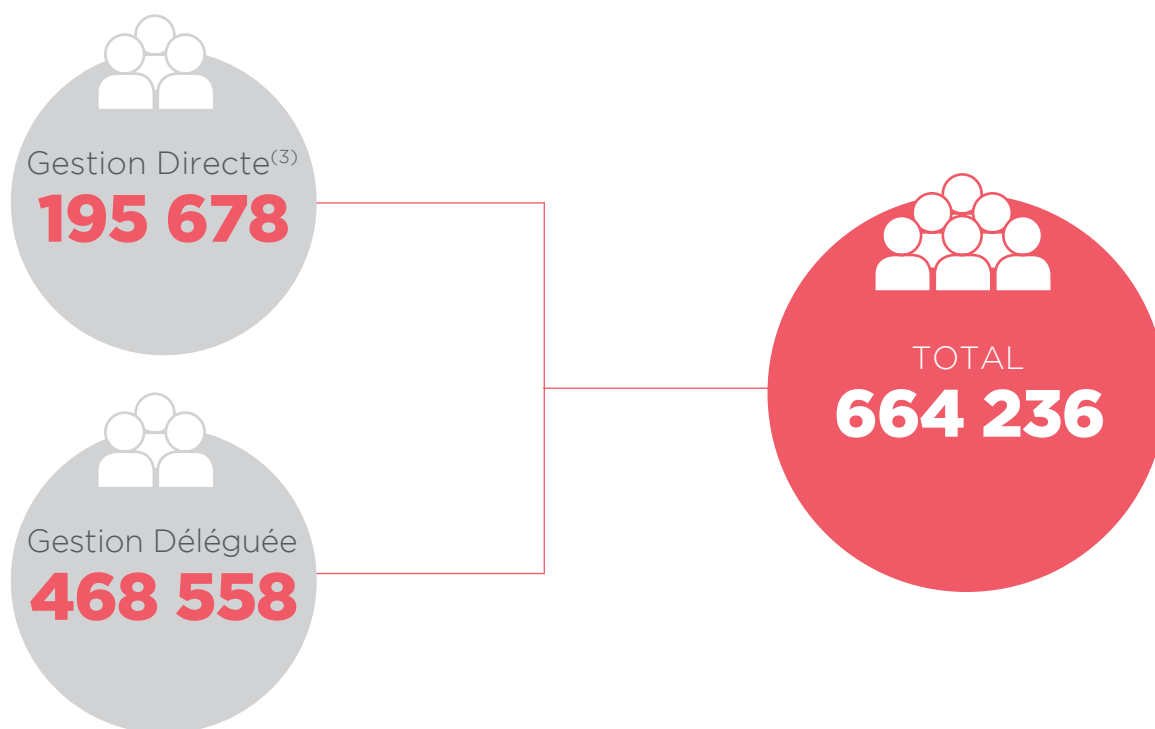 Gestion Directe(3)
195 678
Gestion Déléguée
468 558
TOTAL
664 236